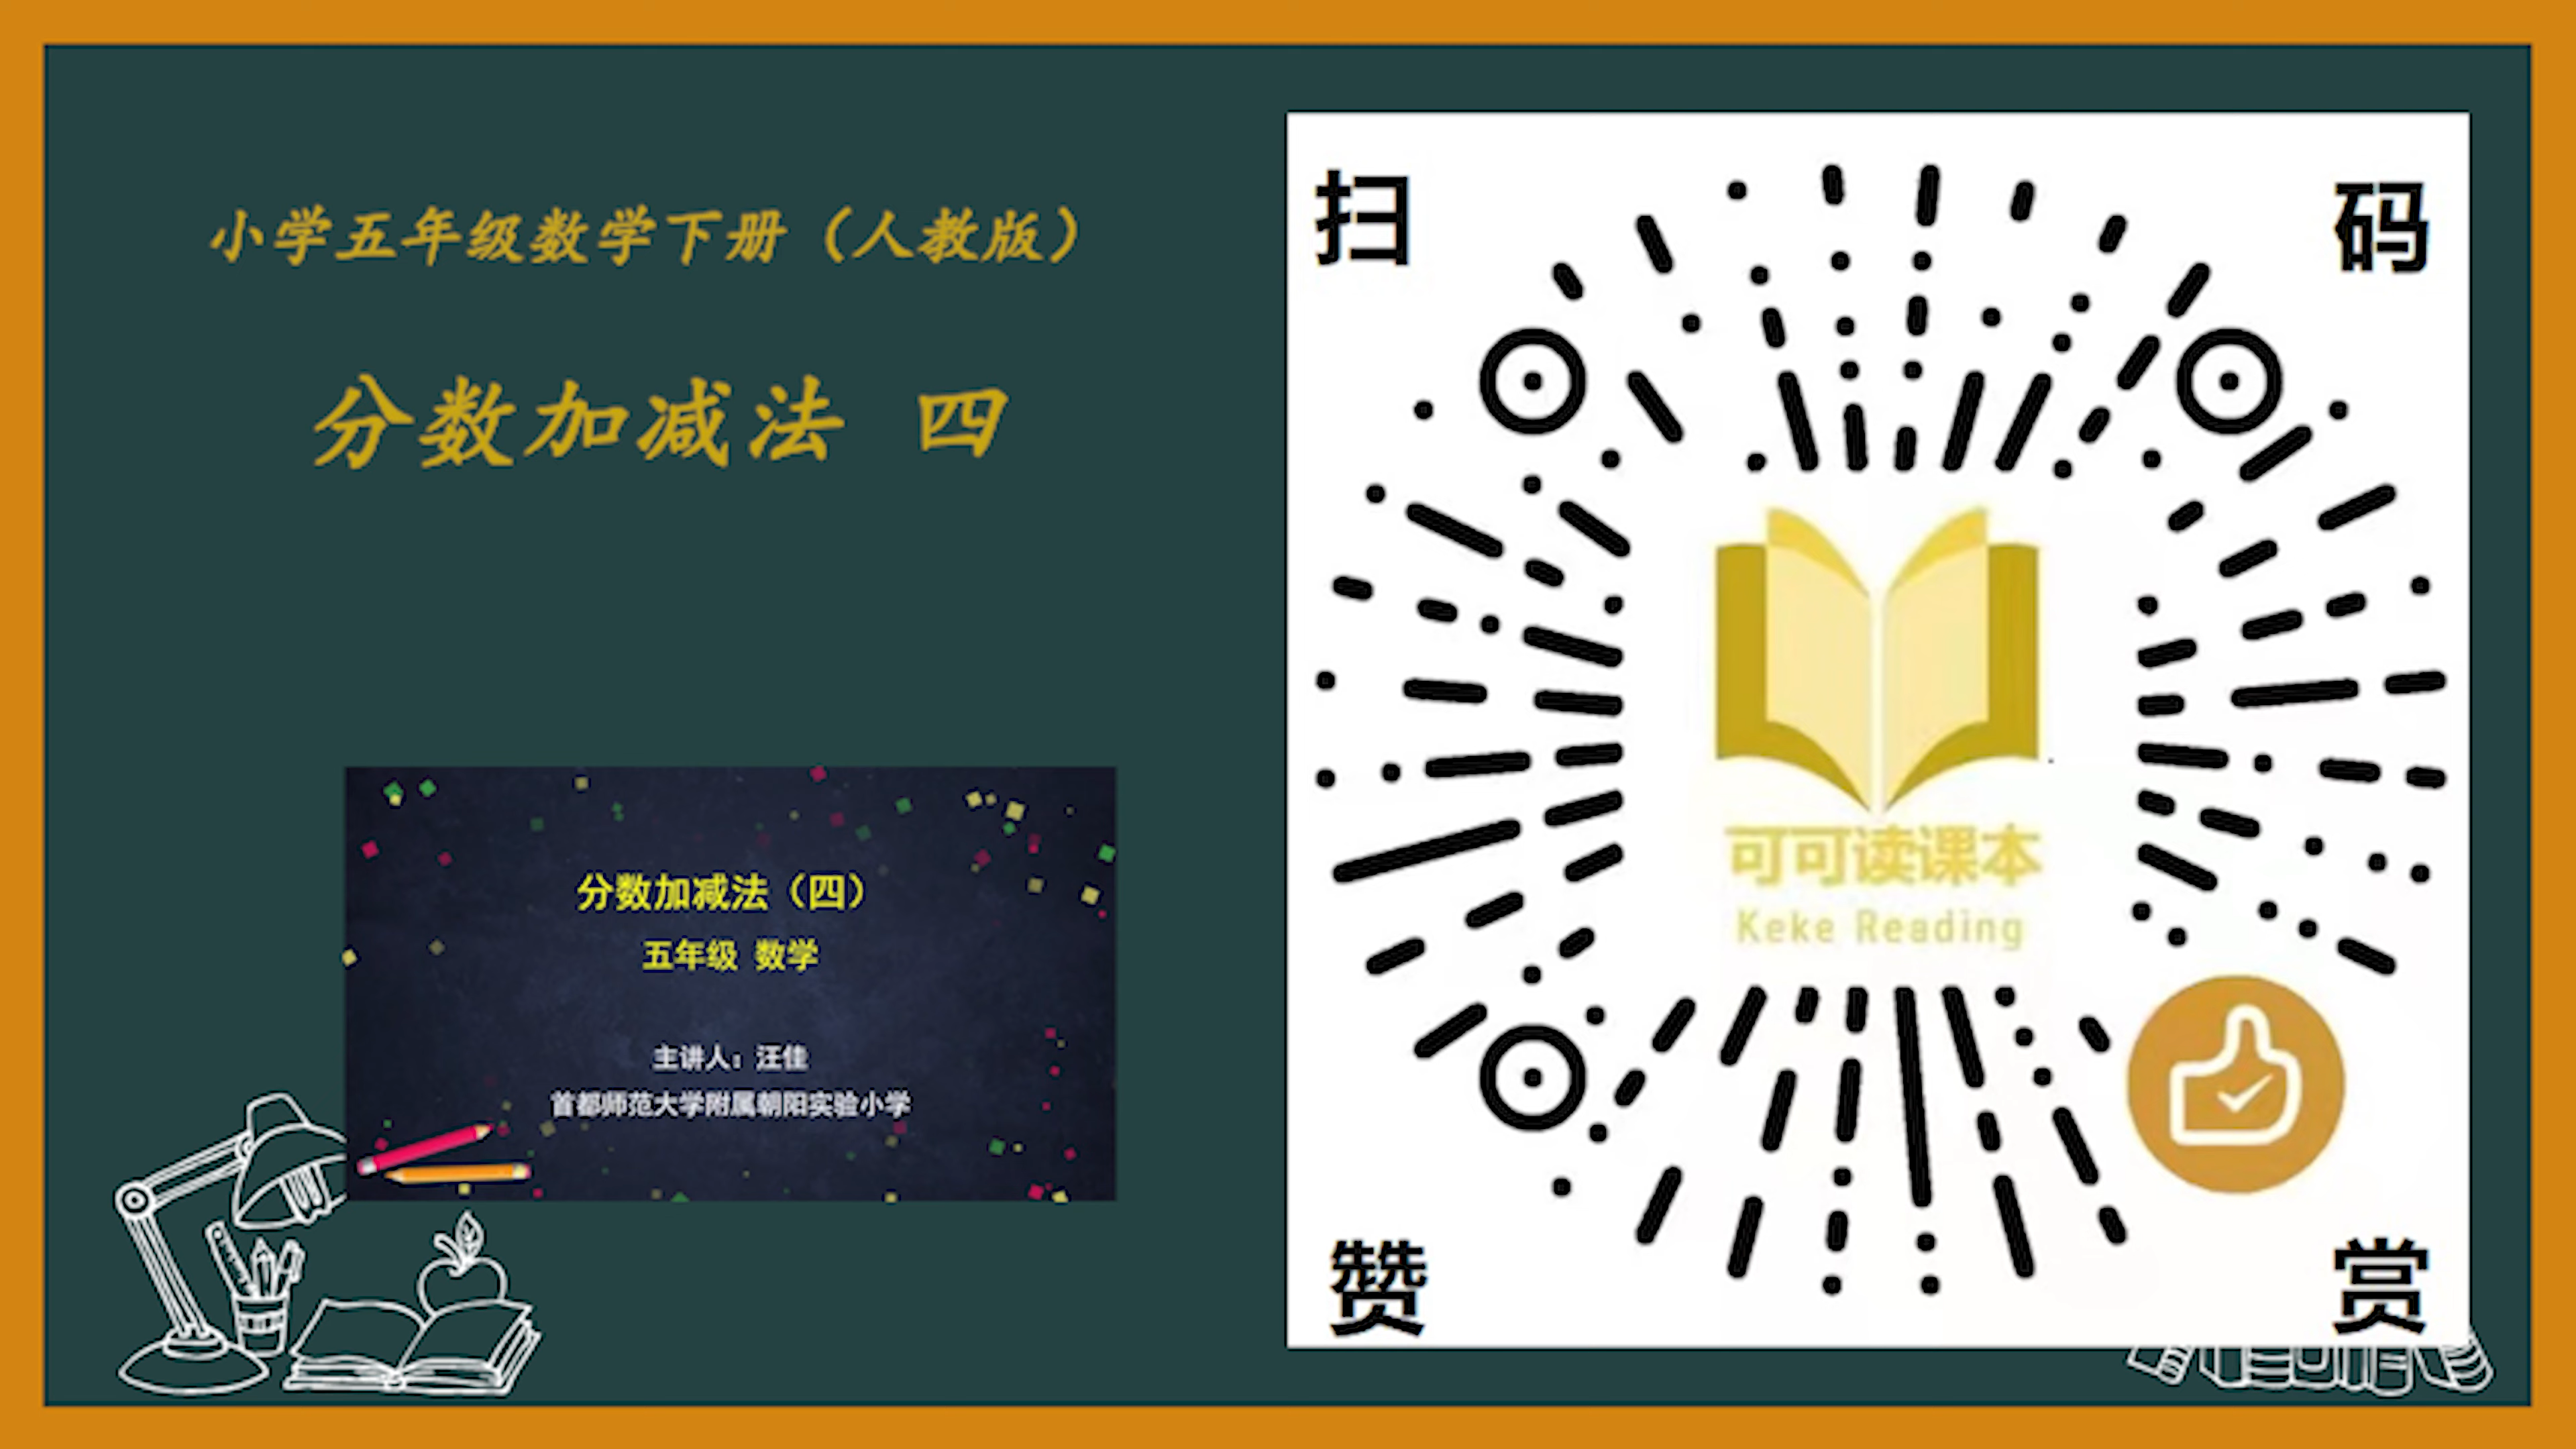 小学五年级数学下册（人教版）
分数加减法 四
分数加减法（四）
五年级 数学
主讲人：汪佳
首都师范大学附属朝阳实验小学
扫 码
可可读课本
Keke Reading
赞 赏